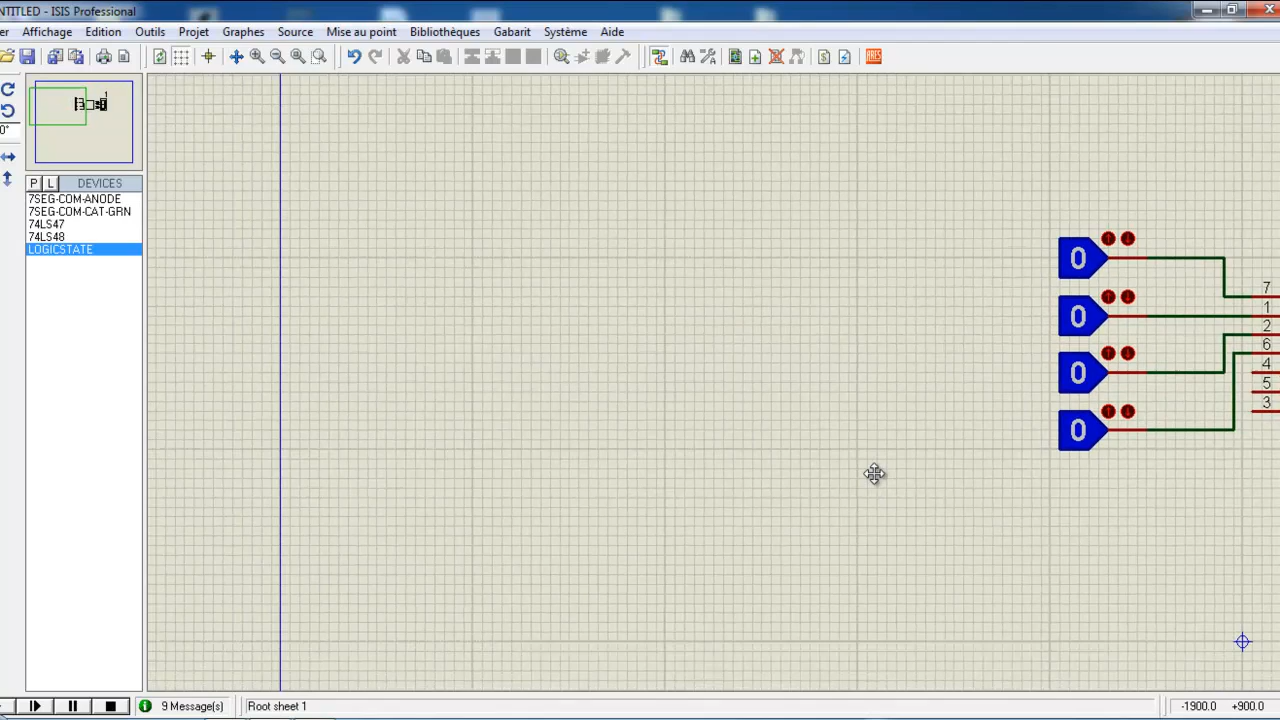 NTITLED - ISIS Professional
er Affichage Edition Outils Projet Graphes Source Mise au point Bibliothèques Gabarit Système Aide
ARES
0°
P L DEVICES
7SEG-COM-ANODE
7SEG-COM-CAT-GRN
74LS47
74LS48
LOGICSTATE
0
0
0
0
7
1
2
6
4
5
3
9 Message(s) Root sheet 1 -1900.0 +900.0